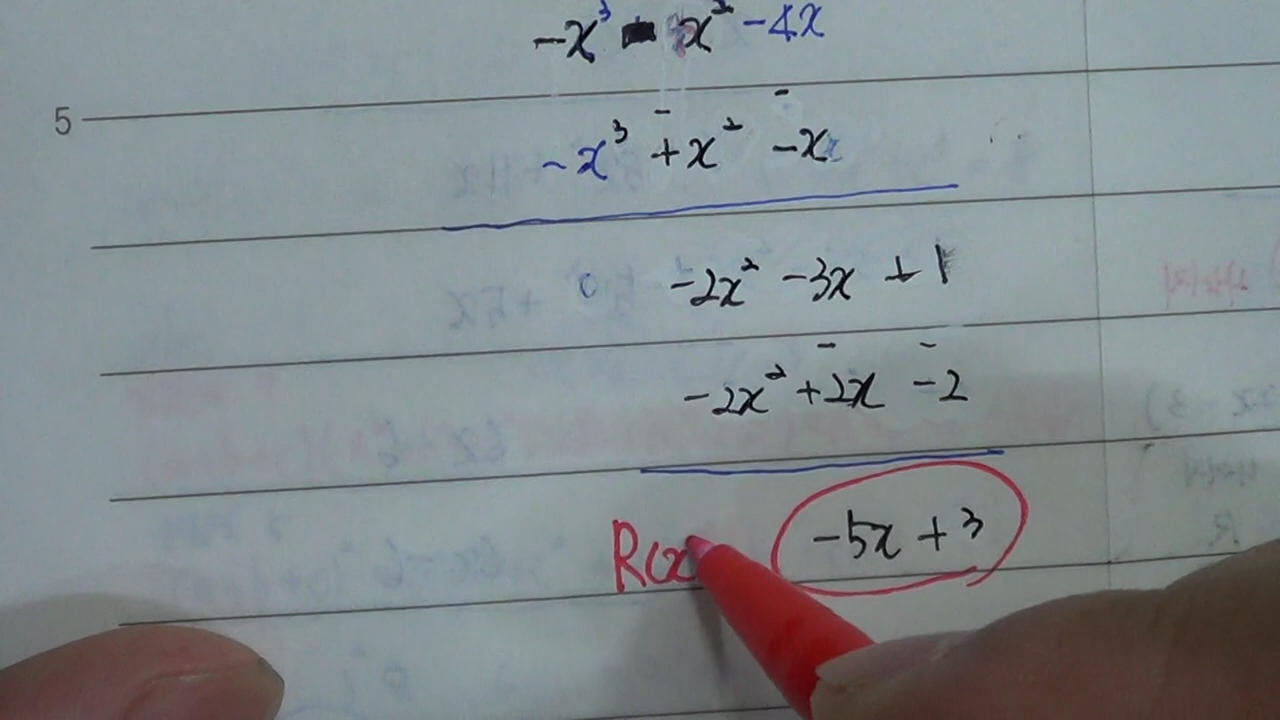 -x³ - x² -4x
5
-x³ +x² -x
-2x² -3x +1
-2x² +2x -2
R(x -5x +3